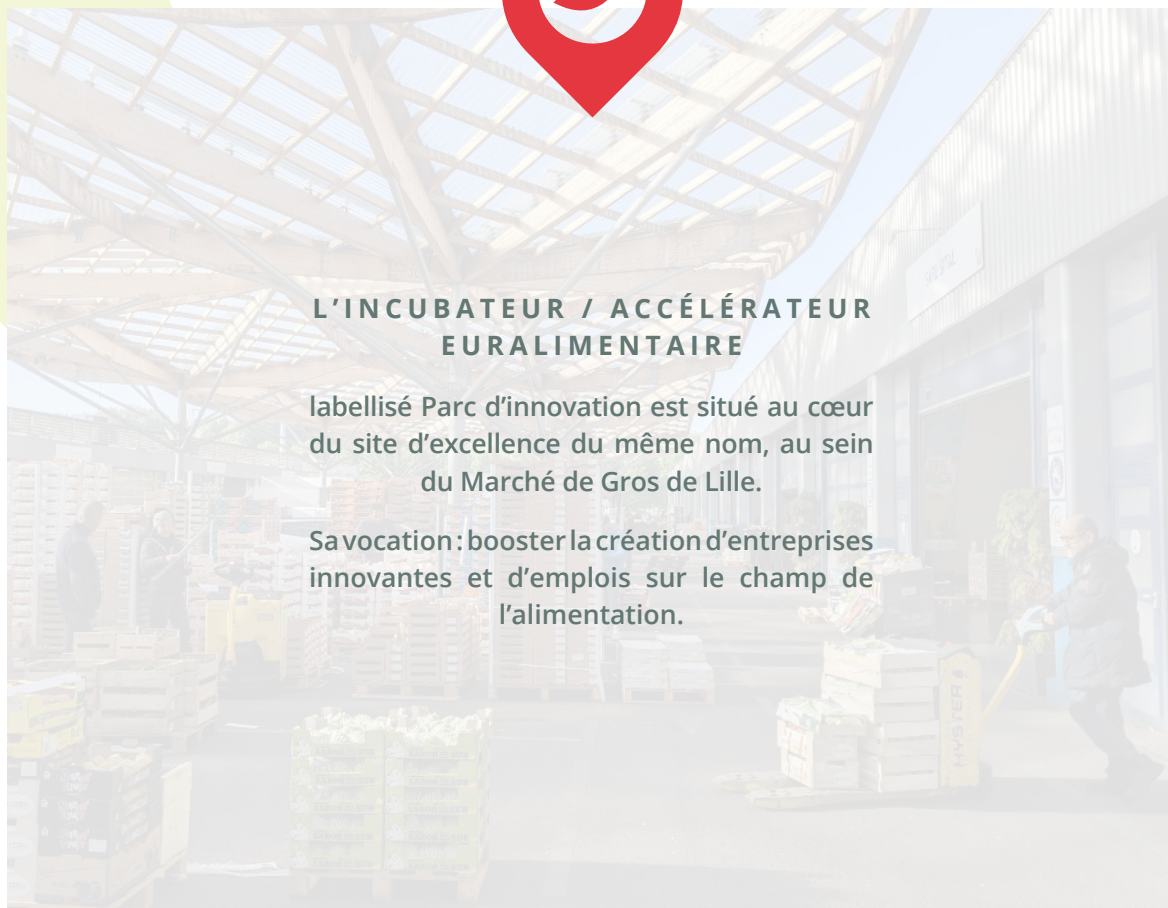 L’INCUBATEUR / ACCÉLÉRATEUR
EURALIMENTAIRE
labellisé Parc d’innovation est situé au cœur
du site d’excellence du même nom, au sein
du Marché de Gros de Lille.
Sa vocation : booster la création d’entreprises
innovantes et d’emplois sur le champ de
l’alimentation.
HYSTER